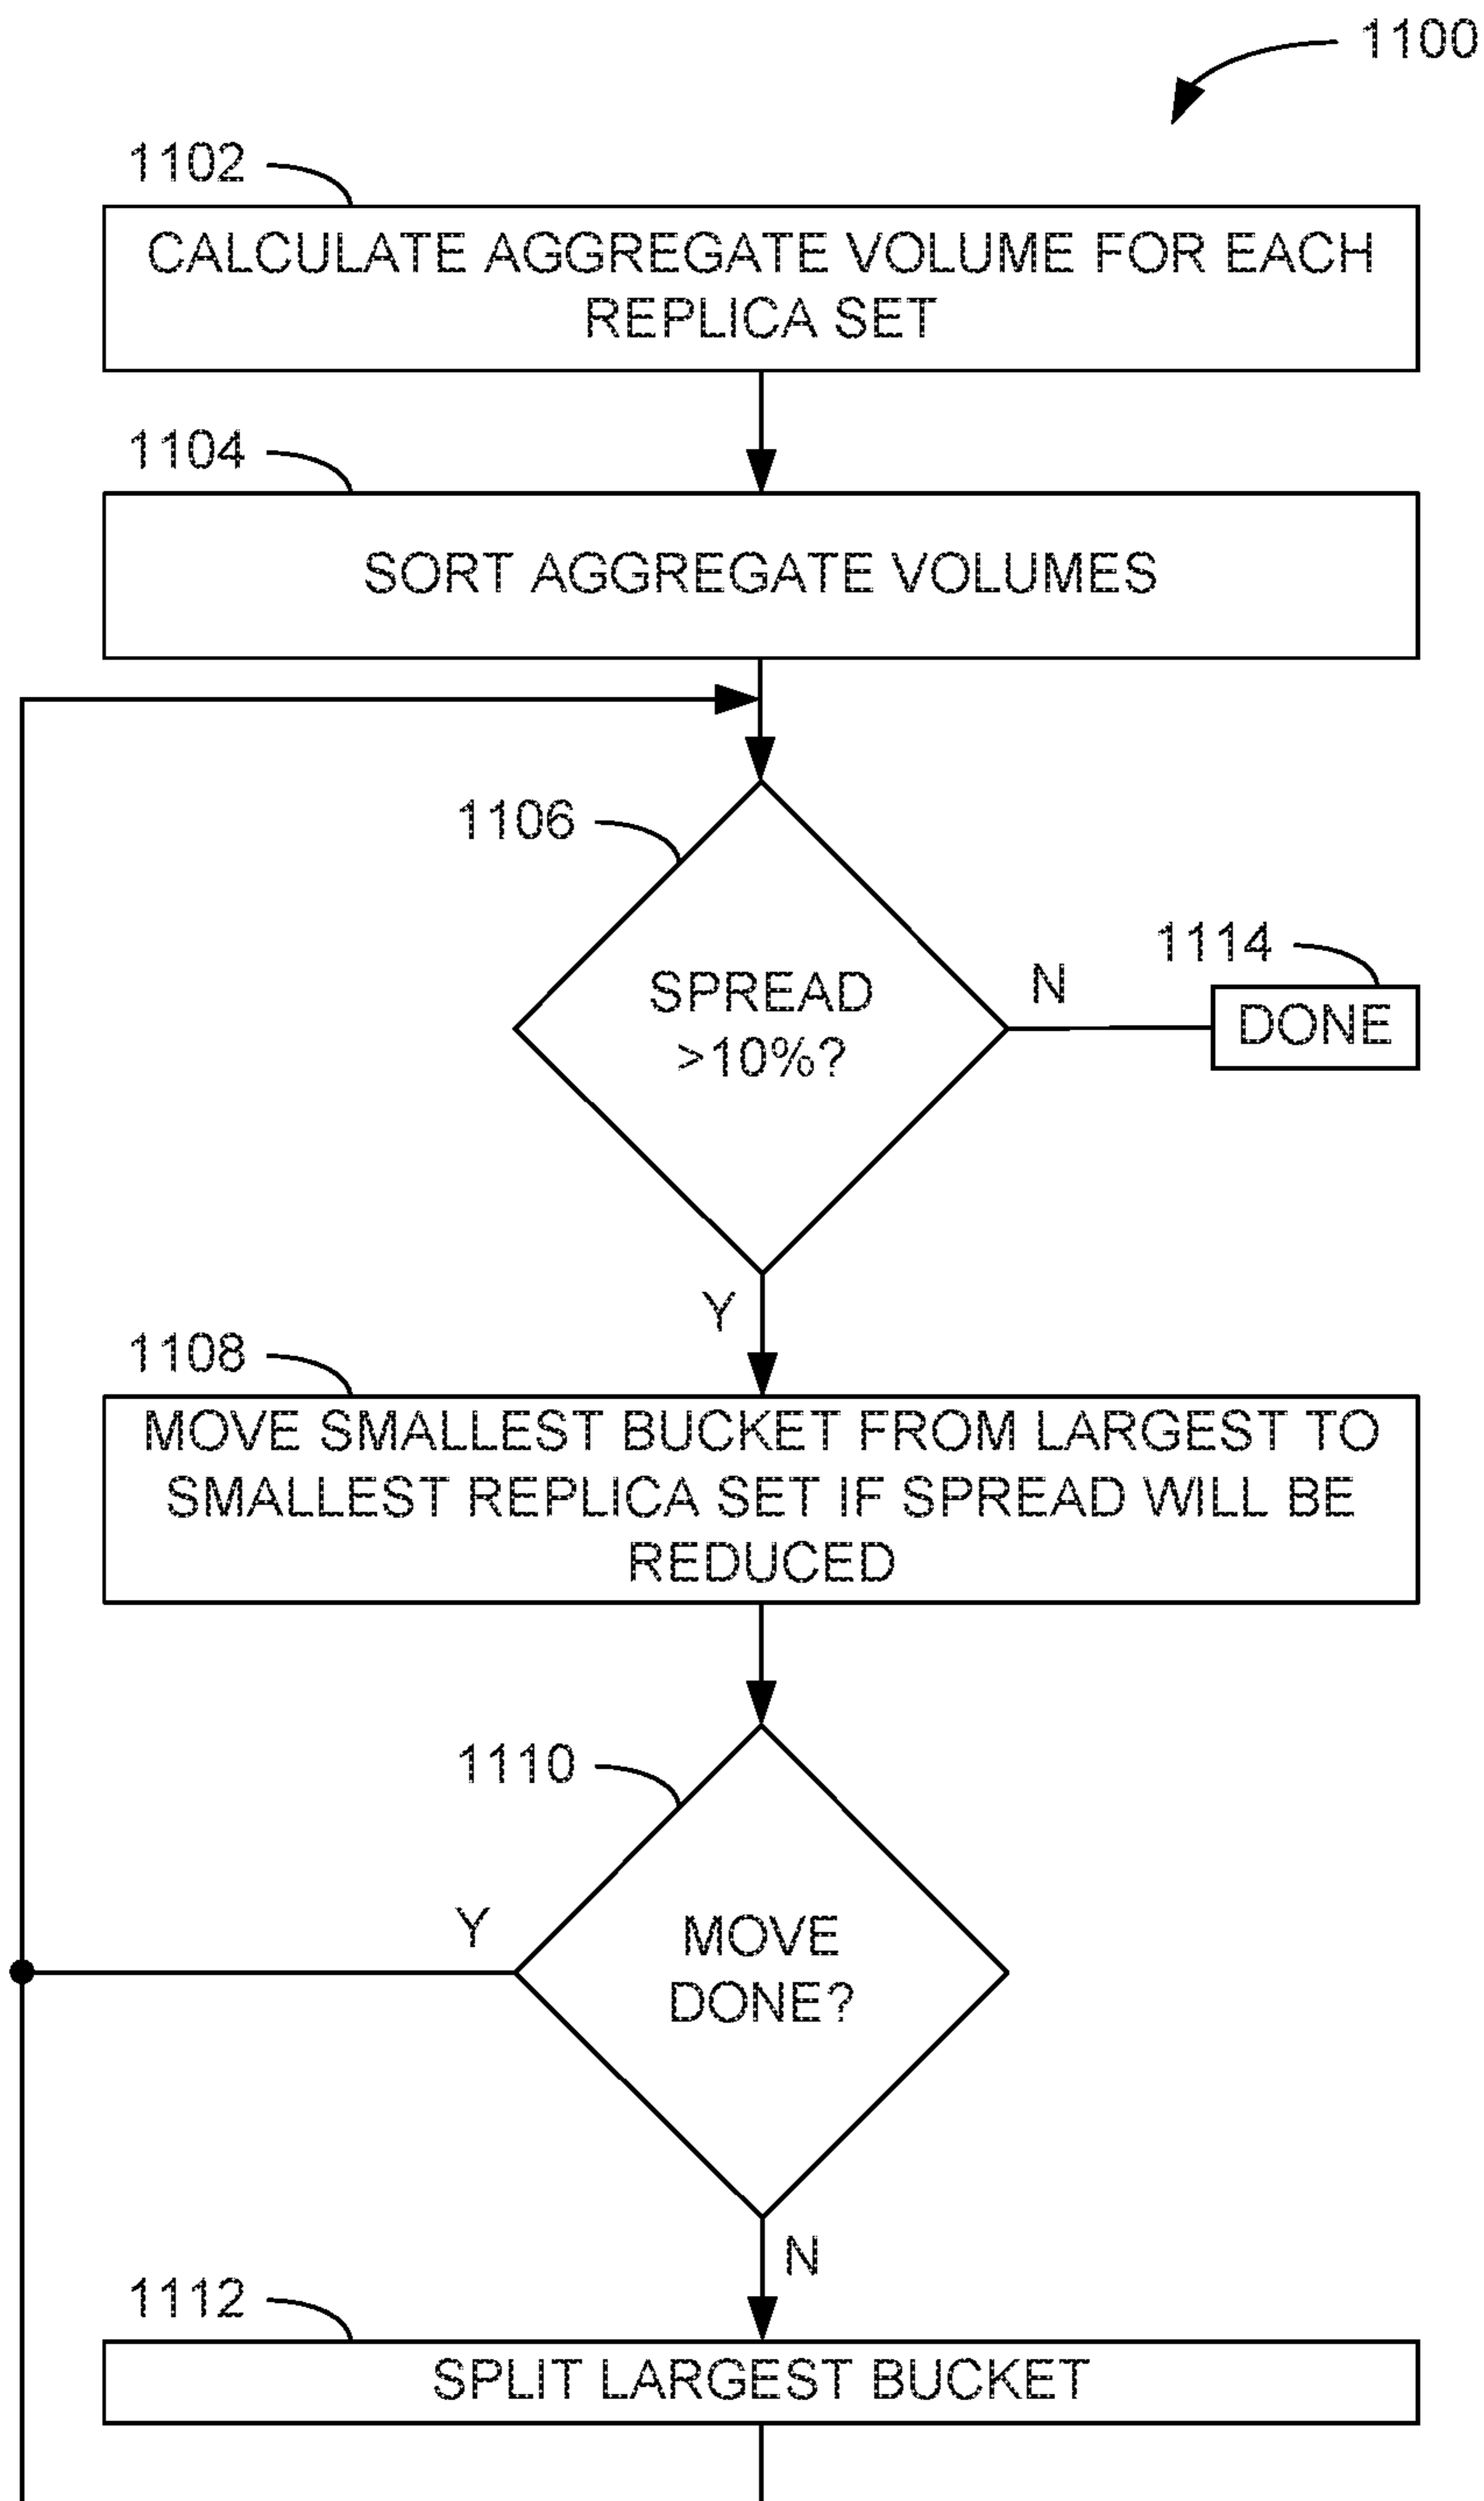 1100
1102
CALCULATE AGGREGATE VOLUME FOR EACH
REPLICA SET
1104
SORT AGGREGATE VOLUMES
1106
SPREAD
>10%?
N
1114
DONE
Y
1108
MOVE SMALLEST BUCKET FROM LARGEST TO
SMALLEST REPLICA SET IF SPREAD WILL BE
REDUCED
1110
Y
MOVE
DONE?
N
1112
SPLIT LARGEST BUCKET